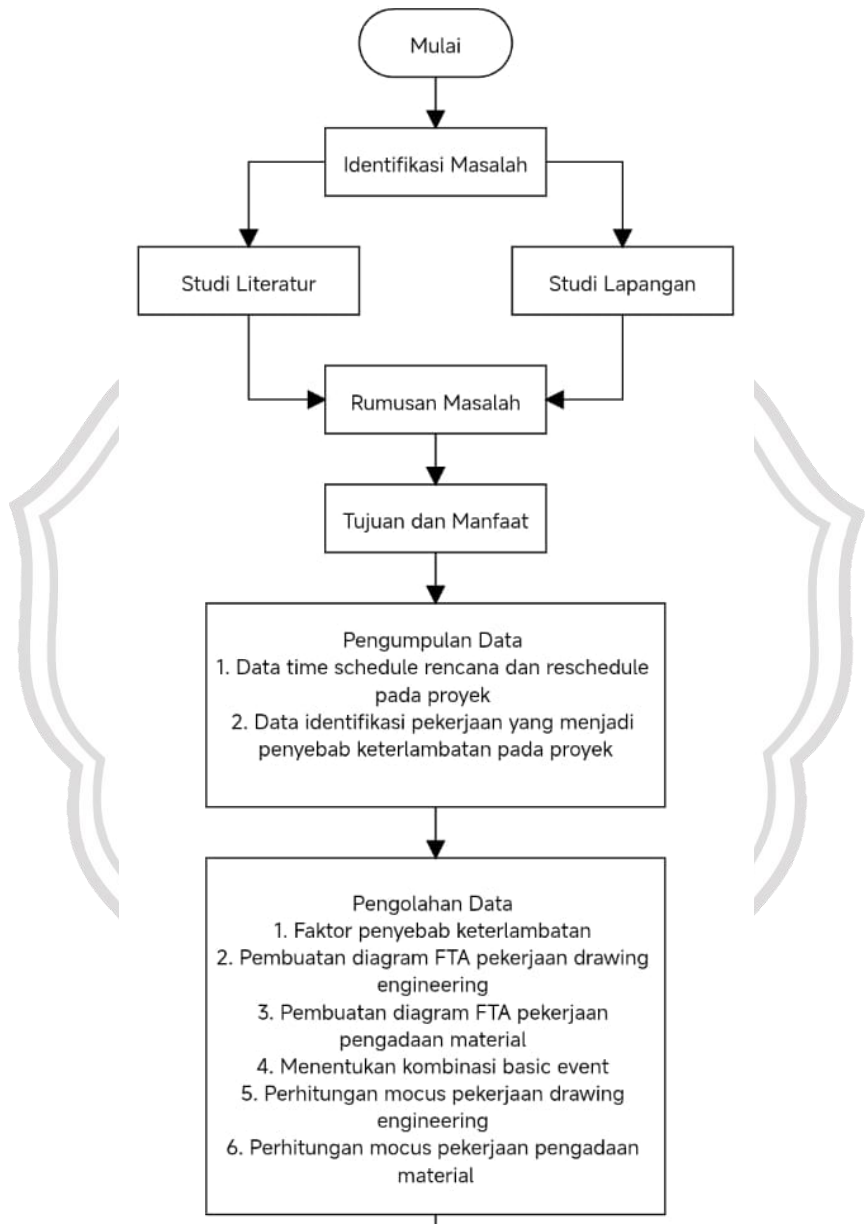 Mulai
Identifikasi Masalah
Studi Literatur
Studi Lapangan
Rumusan Masalah
Tujuan dan Manfaat
Pengumpulan Data
1. Data time schedule rencana dan reschedule
pada proyek
2. Data identifikasi pekerjaan yang menjadi
penyebab keterlambatan pada proyek
Pengolahan Data
1. Faktor penyebab keterlambatan
2. Pembuatan diagram FTA pekerjaan drawing
engineering
3. Pembuatan diagram FTA pekerjaan
pengadaan material
4. Menentukan kombinasi basic event
5. Perhitungan mocus pekerjaan drawing
engineering
6. Perhitungan mocus pekerjaan pengadaan
material